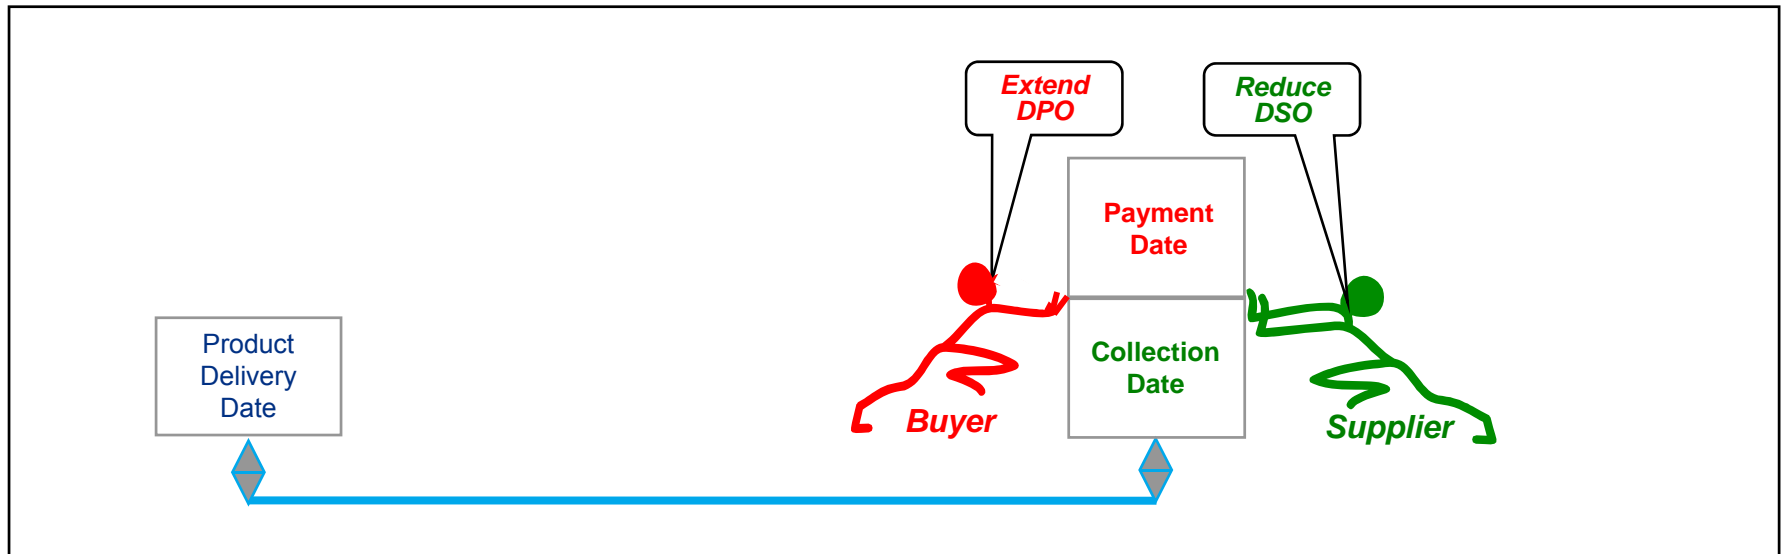 Extend
DPO
Reduce
DSO
Payment
Date
Product
Delivery
Date
Collection
Date
Buyer
Supplier